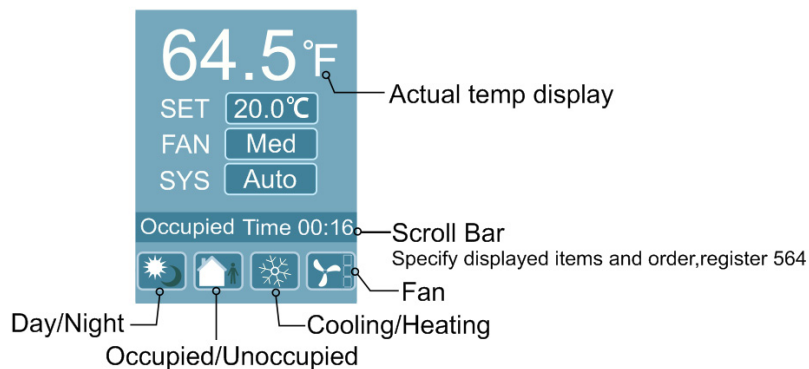 64.5°F
Actual temp display
SET 20.0℃
FAN Med
SYS Auto
Occupied Time 00:16
Scroll Bar
Specify displayed items and order,register 564
Fan
Day/Night
Cooling/Heating
Occupied/Unoccupied